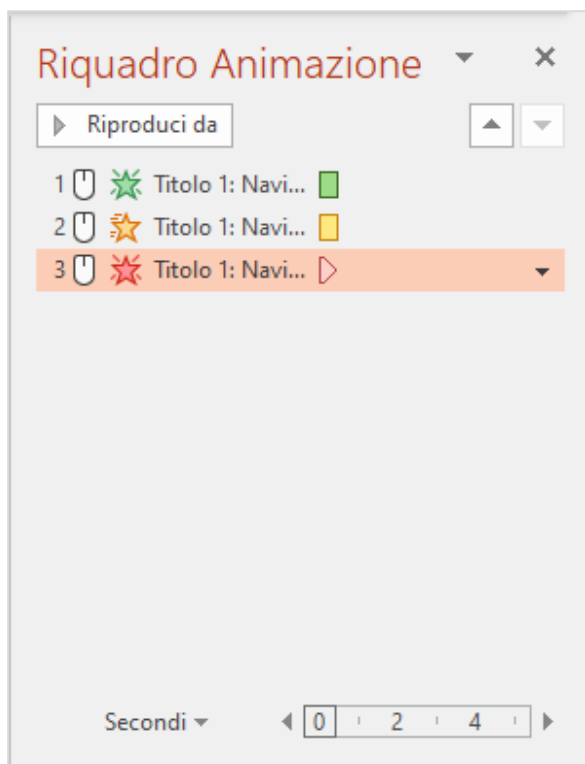 Riquadro Animazione
Riproduci da
1 Titolo 1: Navi...
2 Titolo 1: Navi...
3 Titolo 1: Navi...
Secondi 0 2 4